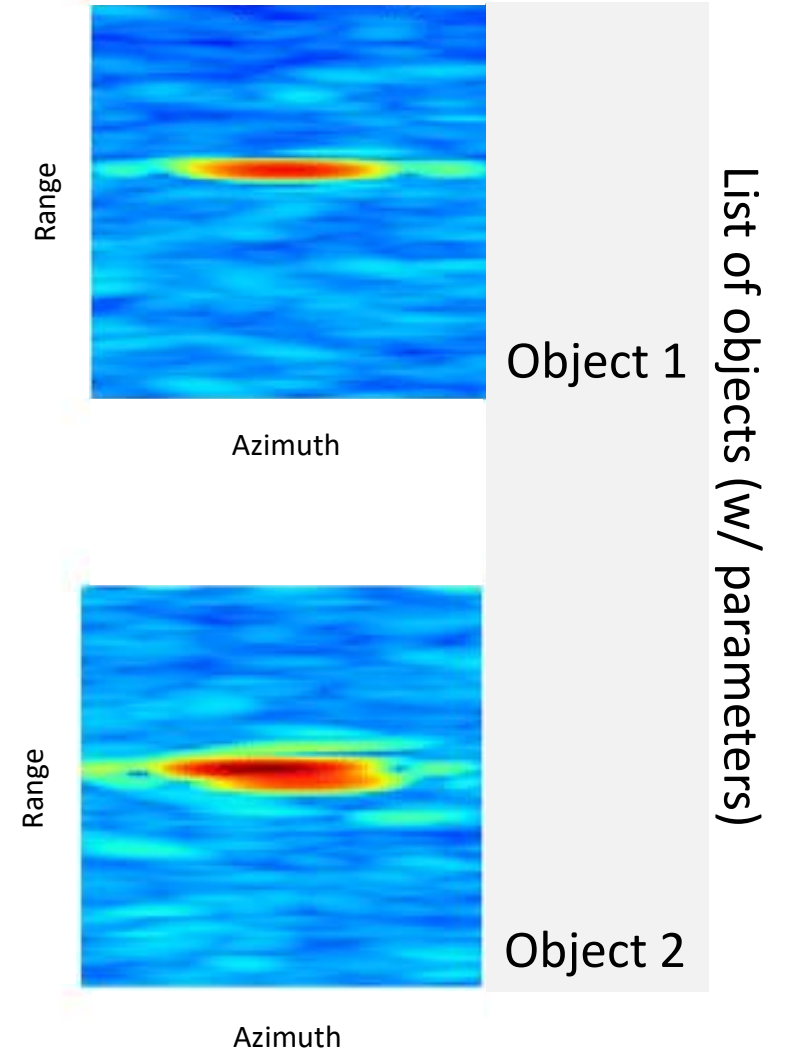 Range
Object 1
Azimuth
List of objects (w/ parameters)
Range
Object 2
Azimuth